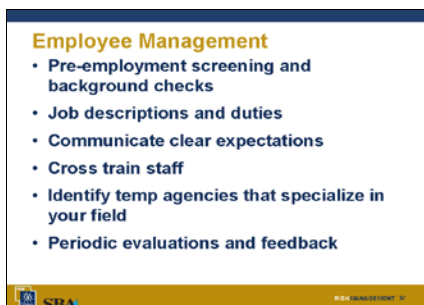 Employee Management
• Pre-employment screening and
background checks
• Job descriptions and duties
• Communicate clear expectations
• Cross train staff
• Identify temp agencies that specialize in
your field
• Periodic evaluations and feedback
SBA
RISK MANAGEMENT